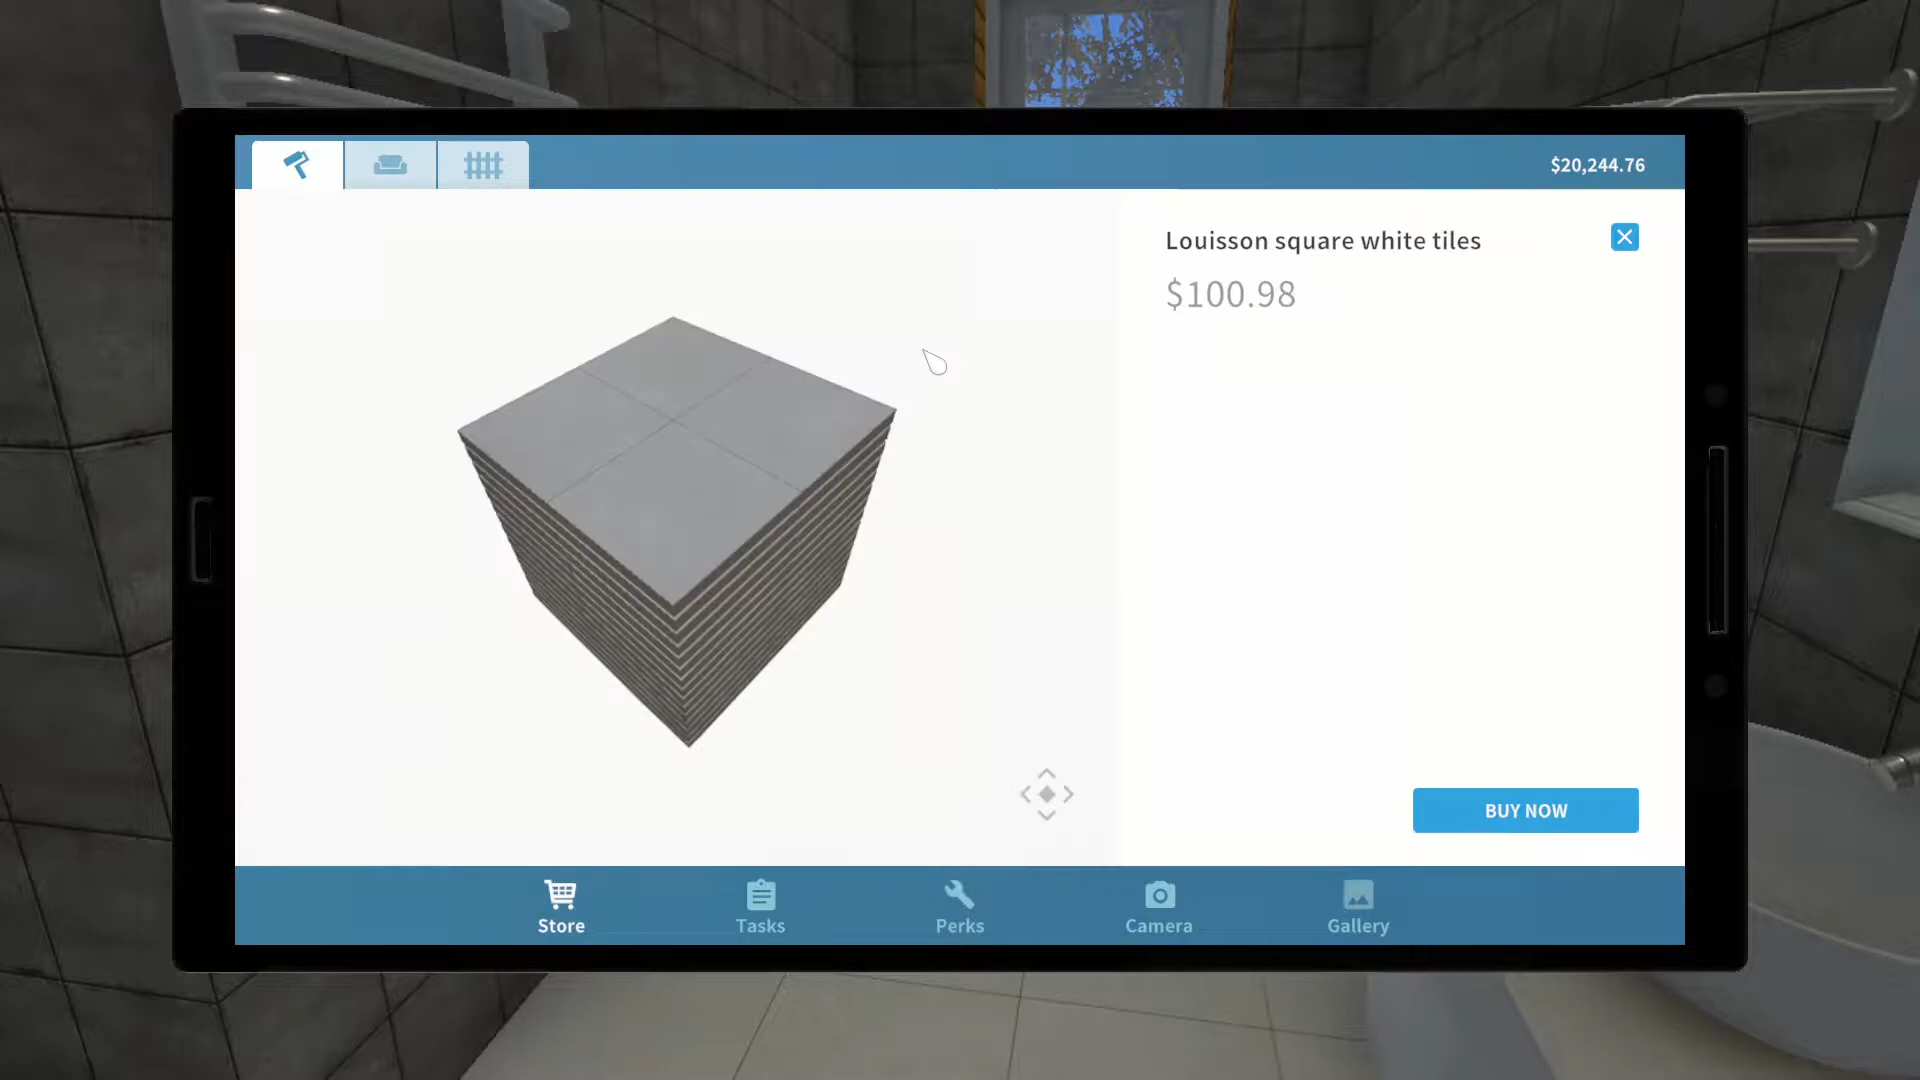 $20,244.76
Louisson square white tiles
$100.98
BUY NOW
Store
Tasks
Perks
Camera
Gallery